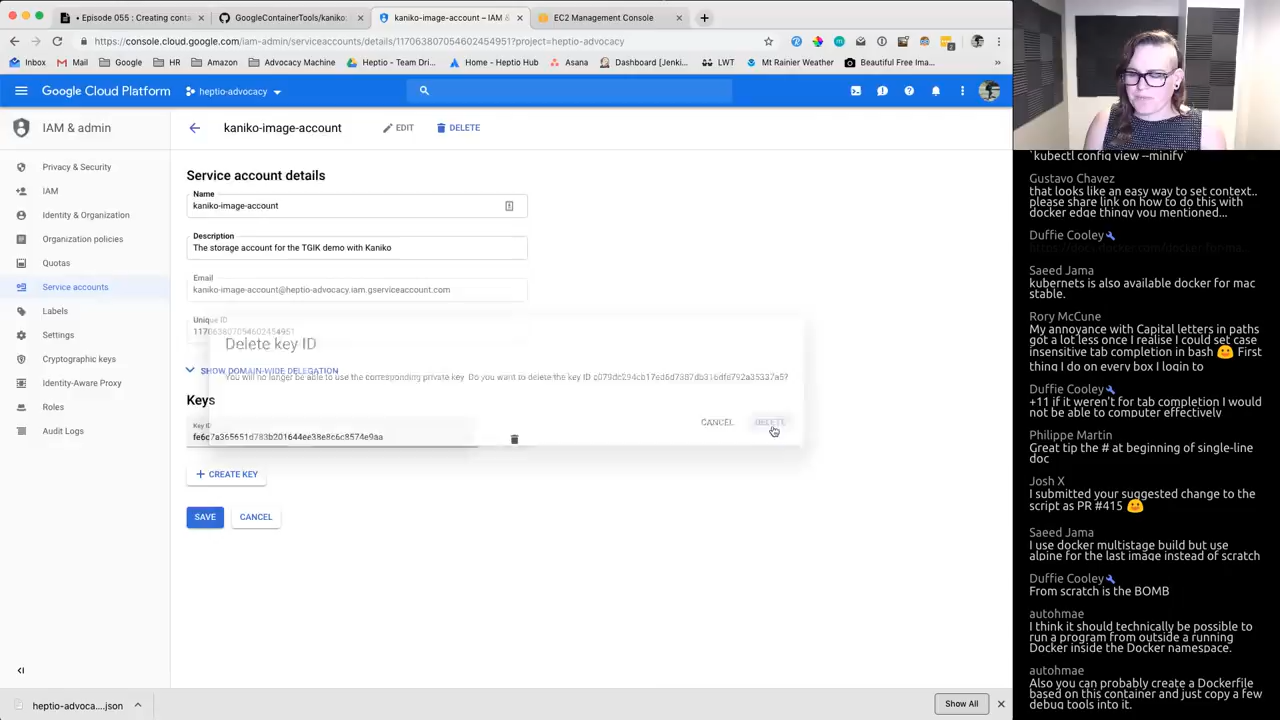 • Episode 055 : Creating conta
GoogleContainerTools/kaniko:
kaniko-image-account – IAM &
EC2 Management Console
https://console.cloud.google.com/iam-admin/serviceaccounts/details/117063807054602454951?project=heptio-advocacy
Inbox
Mail
Google
HR
Amazon
Advocacy Machine
Heptio - Team Dri...
Home - Heptio Hub
Asana
Dashboard [Jenki...
LWT
Mt Rainier Weather
Beautiful Free Ima...
Google Cloud Platform
heptio-advocacy
IAM & admin
kaniko-image-account
EDIT
DELETE
Privacy & Security
IAM
Identity & Organization
Organization policies
Quotas
Service accounts
Labels
Settings
Cryptographic keys
Identity-Aware Proxy
Roles
Audit Logs
Service account details
Name
kaniko-image-account
Description
The storage account for the TGIK demo with Kaniko
Email
kaniko-image-account@heptio-advocacy.iam.gserviceaccount.com
Unique ID
117063807054602454951
Delete key ID
SHOW DOMAIN-WIDE DELEGATION
You will no longer be able to use the corresponding private key. Do you want to delete the key ID
Keys
CANCEL
DELETE
Key ID
fe6c7a365651d783b201644ee38e8c6c8574e9aa
CREATE KEY
SAVE
CANCEL
heptio-advoca....json
Show All
`kubectl config view --minify`
Gustavo Chavez
that looks like an easy way to set context..
please share link on how to do this with
docker edge thingy you mentioned...
Duffie Cooley
https://docs.docker.com/docker-for-ma...
Saeed Jama
kubernets is also available docker for mac
stable.
Rory McCune
My annoyance with Capital letters in paths
got a lot less once I realise I could set case
insensitive tab completion in bash 🙂 First
thing I do on every box I login to
Duffie Cooley
+11 if it weren't for tab completion I would
not be able to computer effectively
Philippe Martin
Great tip the # at beginning of single-line
doc
Josh X
I submitted your suggested change to the
script as PR #415 🙂
Saeed Jama
I use docker multistage build but use
alpine for the last image instead of scratch
Duffie Cooley
From scratch is the BOMB
autohmae
I think it should technically be possible to
run a program from outside a running
Docker inside the Docker namespace.
autohmae
Also you can probably create a Dockerfile
based on this container and just copy a few
debug tools into it.